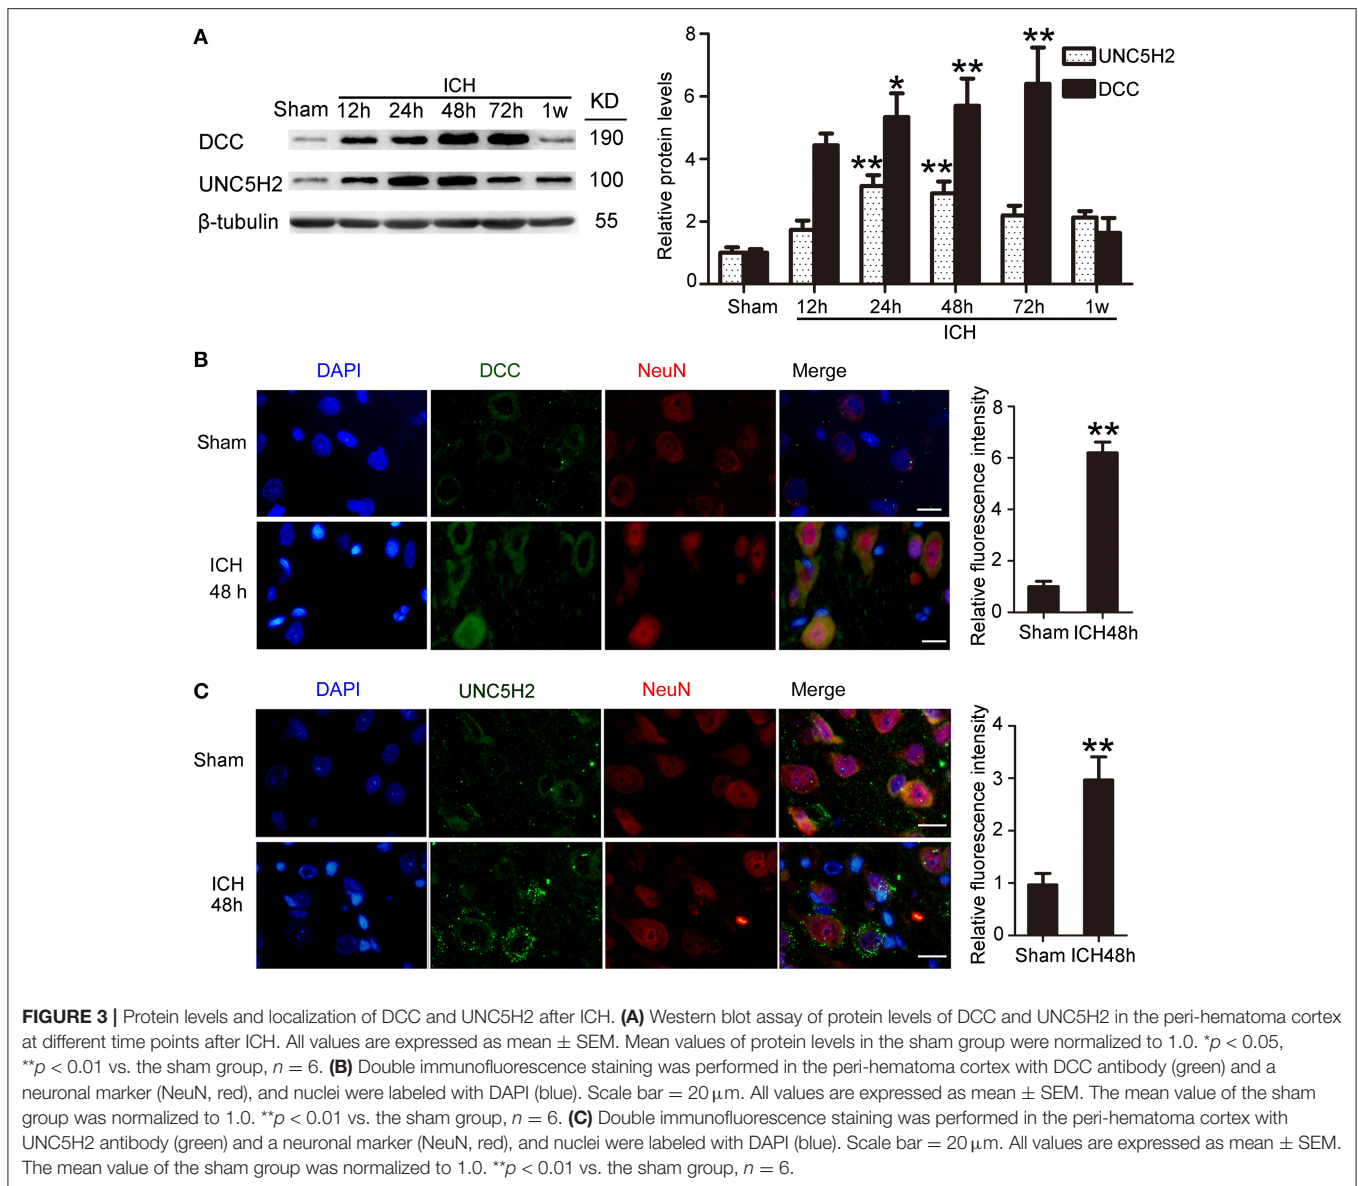 A
ICH
Sham 12h 24h 48h 72h 1w KD
DCC 190
UNC5H2 100
β-tubulin 55
Relative protein levels
8
6
4
2
0
** ** * ** **
UNC5H2
DCC
Sham 12h 24h 48h 72h 1w
ICH
B
DAPI DCC NeuN Merge
Sham
ICH
48 h
Relative fluorescence intensity
8
6
4
2
0
**
Sham ICH48h
C
DAPI UNC5H2 NeuN Merge
Sham
ICH
48h
Relative fluorescence intensity
4
3
2
1
0
**
Sham ICH48h
FIGURE 3 | Protein levels and localization of DCC and UNC5H2 after ICH. (A) Western blot assay of protein levels of DCC and UNC5H2 in the peri-hematoma cortex
at different time points after ICH. All values are expressed as mean ± SEM. Mean values of protein levels in the sham group were normalized to 1.0. *p < 0.05,
**p < 0.01 vs. the sham group, n = 6. (B) Double immunofluorescence staining was performed in the peri-hematoma cortex with DCC antibody (green) and a
neuronal marker (NeuN, red), and nuclei were labeled with DAPI (blue). Scale bar = 20 μm. All values are expressed as mean ± SEM. The mean value of the sham
group was normalized to 1.0. **p < 0.01 vs. the sham group, n = 6. (C) Double immunofluorescence staining was performed in the peri-hematoma cortex with
UNC5H2 antibody (green) and a neuronal marker (NeuN, red), and nuclei were labeled with DAPI (blue). Scale bar = 20 μm. All values are expressed as mean ± SEM.
The mean value of the sham group was normalized to 1.0. **p < 0.01 vs. the sham group, n = 6.